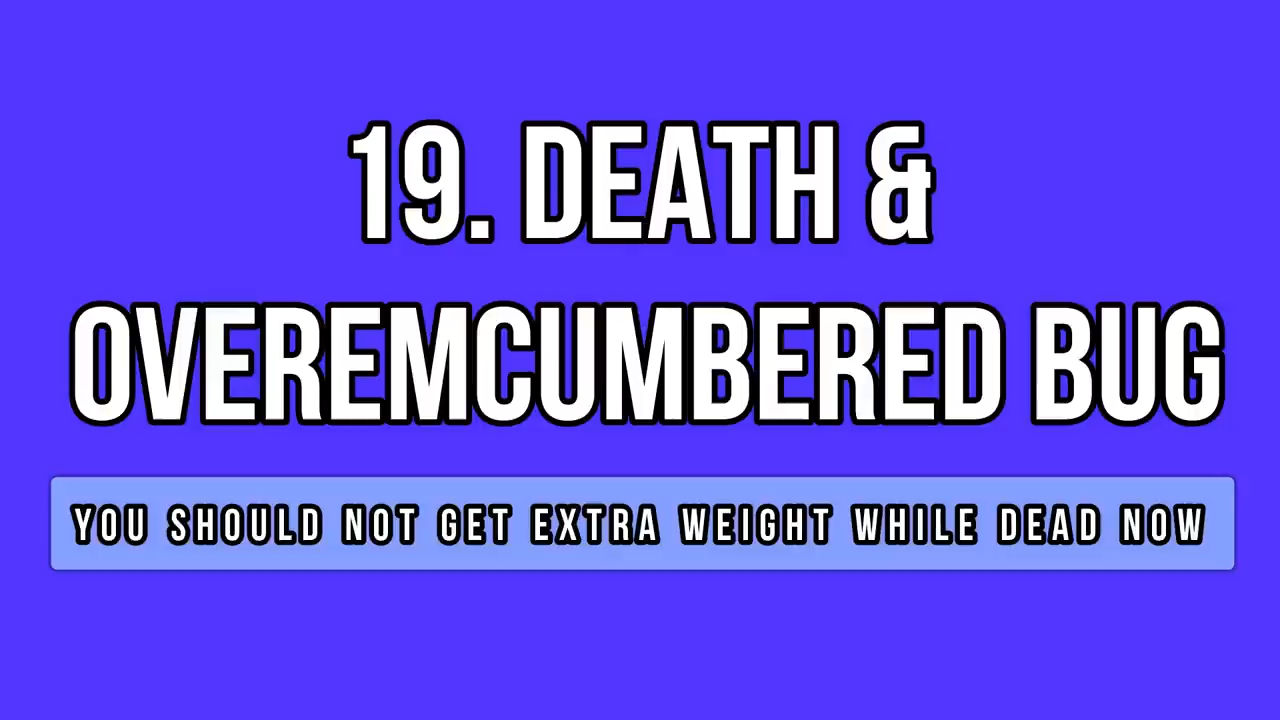 19. DEATH &
OVEREMCUMBERED BUG
YOU SHOULD NOT GET EXTRA WEIGHT WHILE DEAD NOW